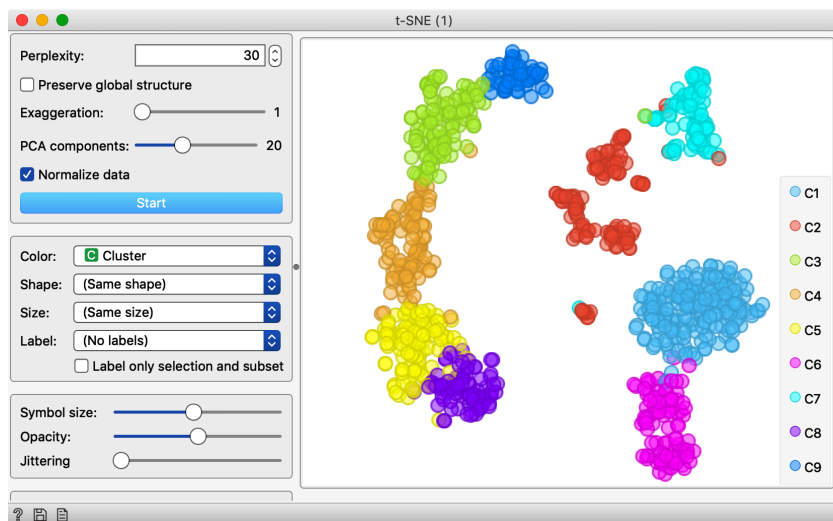 t-SNE (1)
Perplexity: 30
Preserve global structure
Exaggeration: 1
PCA components: 20
Normalize data
Start
Color: C Cluster
Shape: (Same shape)
Size: (Same size)
Label: (No labels)
Label only selection and subset
Symbol size:
Opacity:
Jittering
C1
C2
C3
C4
C5
C6
C7
C8
C9
?